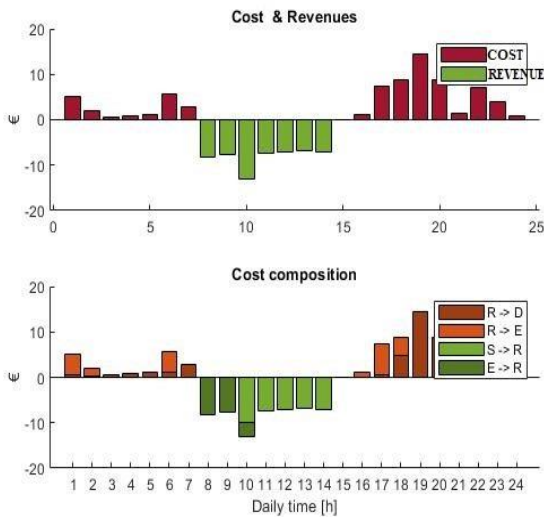 Cost & Revenues
20
10
0
-10
-20
€
COST
REVENUE
0 5 10 15 20 25
Cost composition
20
10
0
-10
-20
€
R -> D
R -> E
S -> R
E -> R
1 2 3 4 5 6 7 8 9 10 11 12 13 14 15 16 17 18 19 20 21 22 23 24
Daily time [h]